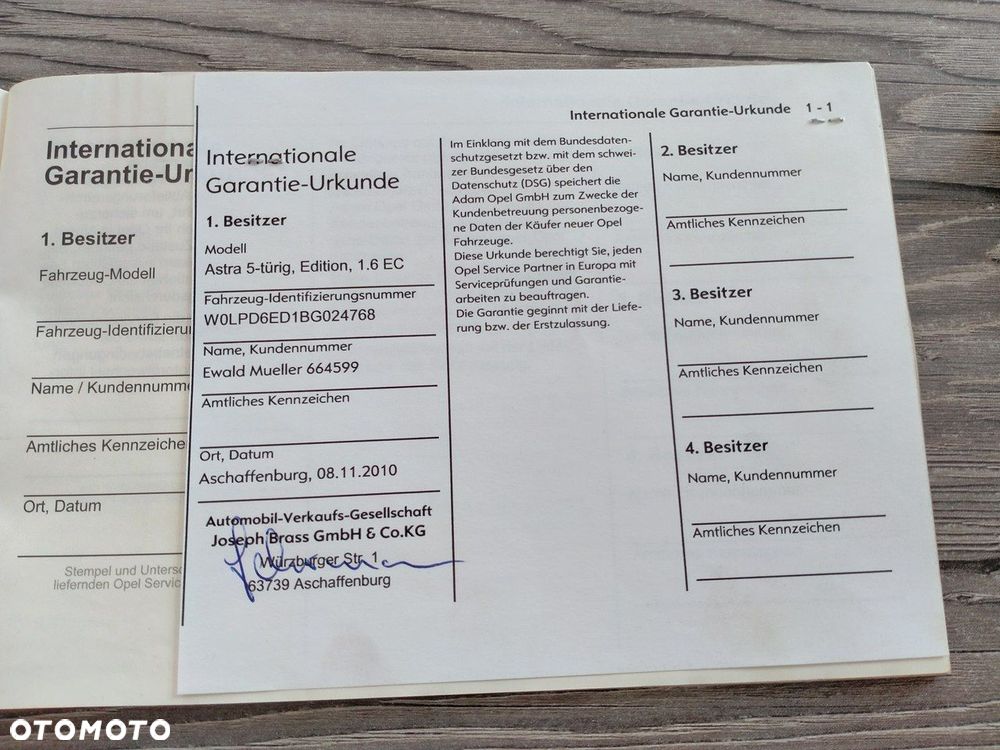 Internationale Garantie-Urkunde 1 - 1
Internationa
Garantie-Ur
1. Besitzer
Fahrzeug-Modell
Fahrzeug-Identifizierun
Name / Kundennumme
Amtliches Kennzeiche
Ort, Datum
Stempel und Untersc
liefernden Opel Servic
Internationale
Garantie-Urkunde
1. Besitzer
Modell
Astra 5-türig, Edition, 1.6 EC
Fahrzeug-Identifizierungsnummer
W0LPD6ED1BG024768
Name, Kundennummer
Ewald Mueller 664599
Amtliches Kennzeichen
Ort, Datum
Aschaffenburg, 08.11.2010
Automobil-Verkaufs-Gesellschaft
Joseph Brass GmbH & Co.KG
Würzburger Str. 1
63739 Aschaffenburg
Im Einklang mit dem Bundesdaten-
schutzgesetzt bzw. mit dem schwei-
zer Bundesgesetz über den
Datenschutz (DSG) speichert die
Adam Opel GmbH zum Zwecke der
Kundenbetreuung personenbezoge-
ne Daten der Käufer neuer Opel
Fahrzeuge.
Diese Urkunde berechtigt Sie, jeden
Opel Service Partner in Europa mit
Serviceprüfungen und Garantie-
arbeiten zu beauftragen.
Die Garantie geginnt mit der Liefe-
rung bzw. der Erstzulassung.
2. Besitzer
Name, Kundennummer
Amtliches Kennzeichen
3. Besitzer
Name, Kundennummer
Amtliches Kennzeichen
4. Besitzer
Name, Kundennummer
Amtliches Kennzeichen
OTOMOTO